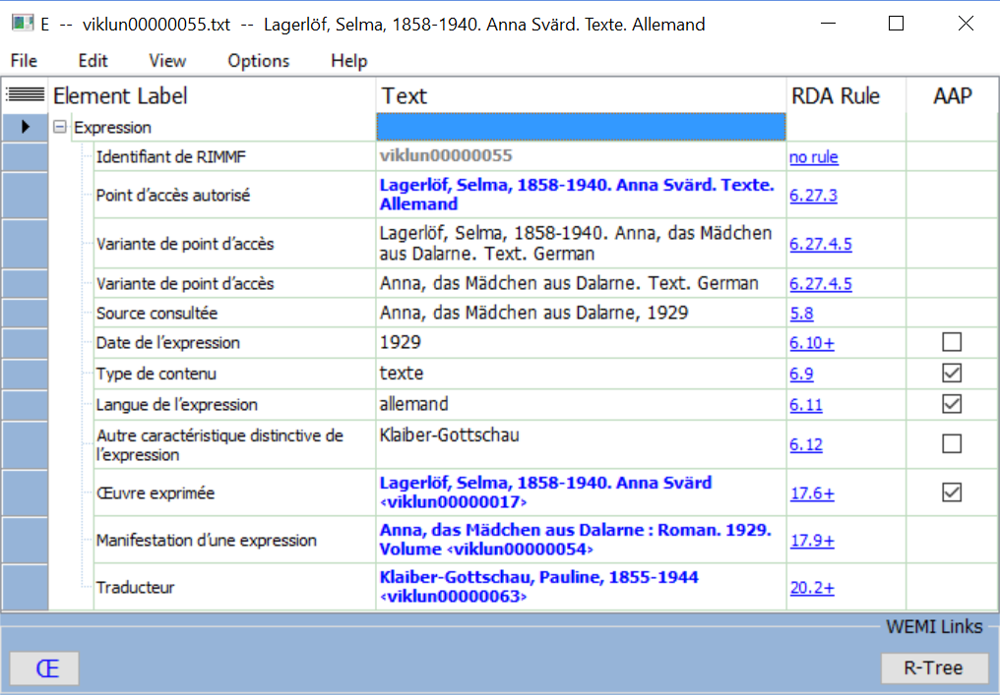 E -- viklun00000055.txt -- Lagerlöf, Selma, 1858-1940. Anna Svärd. Texte. Allemand
File Edit View Options Help
Element Label Text RDA Rule AAP
Expression
Identifiant de RIMMF viklun00000055 no rule
Point d’accès autorisé Lagerlöf, Selma, 1858-1940. Anna Svärd. Texte. 6.27.3
Allemand
Variante de point d’accès Lagerlöf, Selma, 1858-1940. Anna, das Mädchen 6.27.4.5
aus Dalarne. Text. German
Variante de point d’accès Anna, das Mädchen aus Dalarne. Text. German 6.27.4.5
Source consultée Anna, das Mädchen aus Dalarne, 1929 5.8
Date de l’expression 1929 6.10+
Type de contenu texte 6.9
Langue de l’expression allemand 6.11
Autre caractéristique distinctive de Klaiber-Gottschau 6.12
l’expression
Œuvre exprimée Lagerlöf, Selma, 1858-1940. Anna Svärd 17.6+
‹viklun00000017›
Manifestation d’une expression Anna, das Mädchen aus Dalarne : Roman. 1929. 17.9+
Volume ‹viklun00000054›
Traducteur Klaiber-Gottschau, Pauline, 1855-1944 20.2+
‹viklun00000063›
WEMI Links
Œ R-Tree